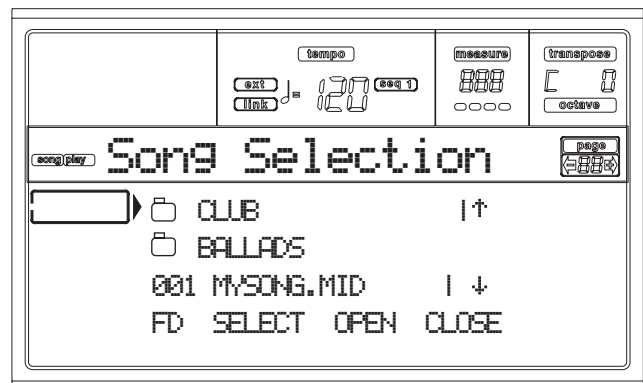 tempo measure transpose
ext seq 1
link ♩= 120 888 C 0
octave
song play Song Selection page
88
CLUB |↑
BALLADS
001 MYSONG.MID | ↓
FD SELECT OPEN CLOSE